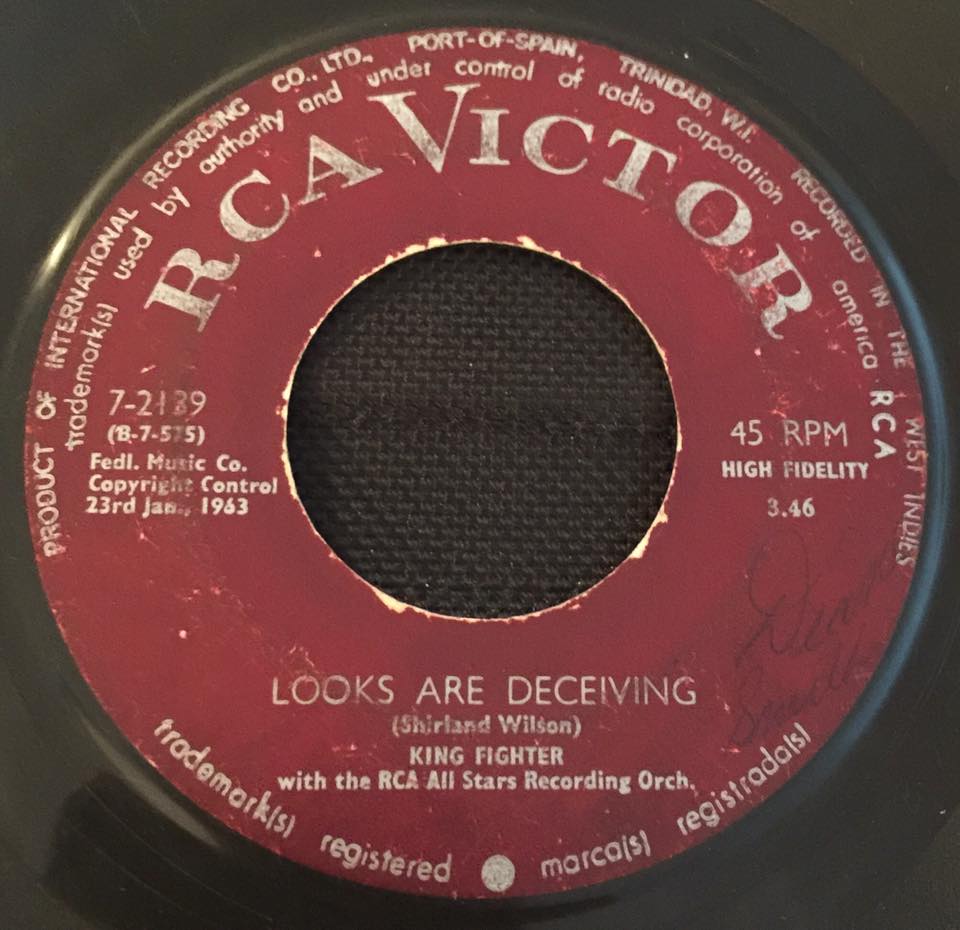 PRODUCT OF INTERNATIONAL RECORDING CO., LTD., PORT-OF-SPAIN, TRINIDAD, W.I. RECORDED IN THE WEST INDIES
trademark(s) used by authority and under control of radio corporation of america RCA
RCA VICTOR
7-2139
(B-7-575)
Fedl. Music Co.
Copyright Control
23rd Jan., 1963
45 RPM
HIGH FIDELITY
3.46
LOOKS ARE DECEIVING
(Shirland Wilson)
KING FIGHTER
with the RCA All Stars Recording Orch.
trademark(s) registered marca(s) registrada(s)